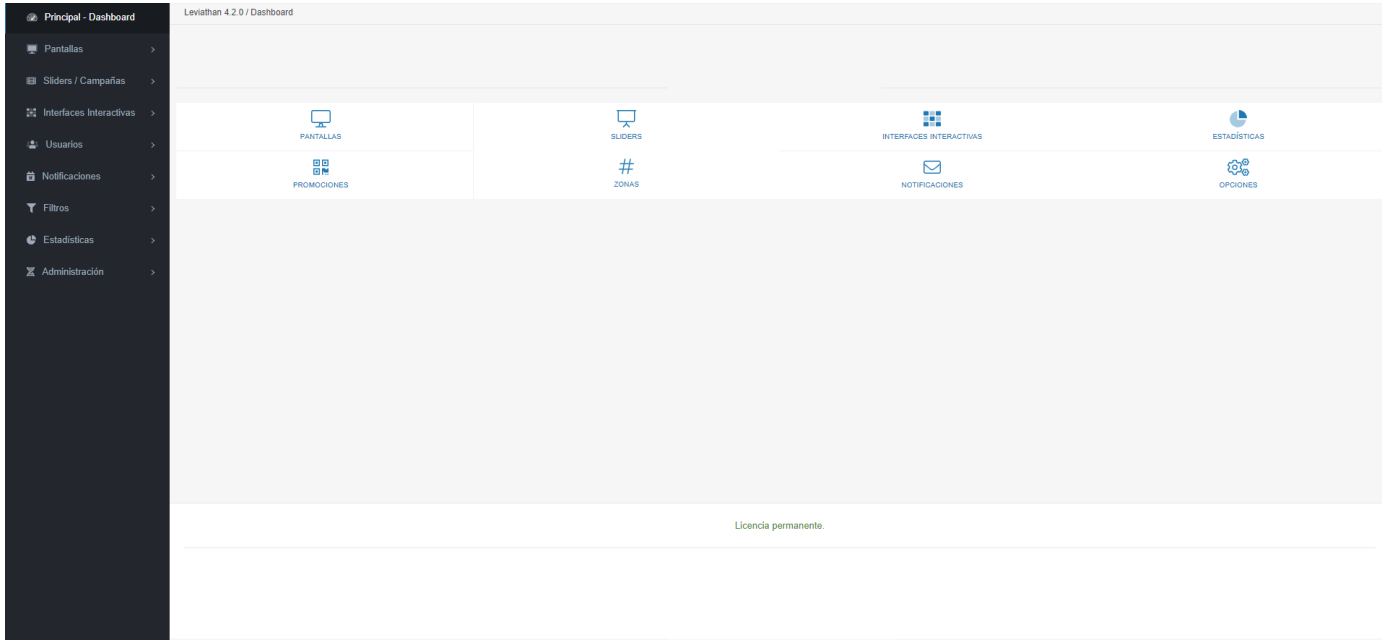 Principal - Dashboard
Leviathan 4.2.0 / Dashboard
Pantallas
Sliders / Campañas
Interfaces Interactivas
Usuarios
Notificaciones
Filtros
Estadísticas
Administración
PANTALLAS
SLIDERS
INTERFACES INTERACTIVAS
ESTADÍSTICAS
PROMOCIONES
ZONAS
NOTIFICACIONES
OPCIONES
Licencia permanente.